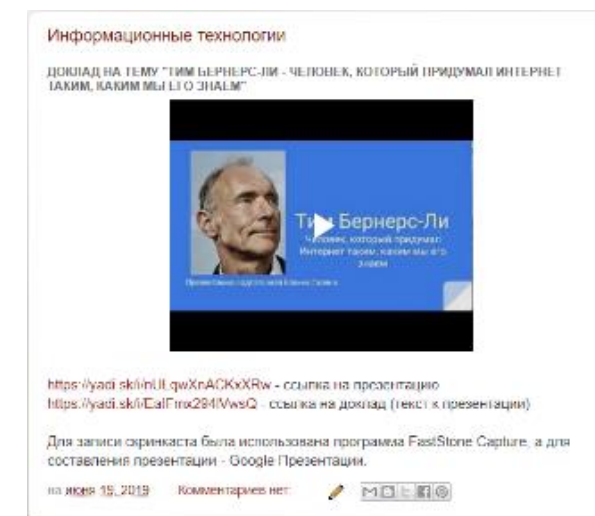 Информационные технологии
ДОКЛАД НА ТЕМУ "ТИМ БЕРНЕРС-ЛИ - ЧЕЛОВЕК, КОТОРЫЙ ПРИДУМАЛ ИНТЕРНЕТ
ТАКИМ, КАКИМ МЫ ЕГО ЗНАЕМ"
Тим Бернерс-Ли
Человек, который придумал
Интернет таким, каким мы его
знаем
- ссылка на презентацию
- ссылка на доклад (текст к презентации)
Для записи скринкаста была использована программа FastStone Capture, а для
составления презентации - Google Презентации.
на июня 19, 2019 Комментариев нет: